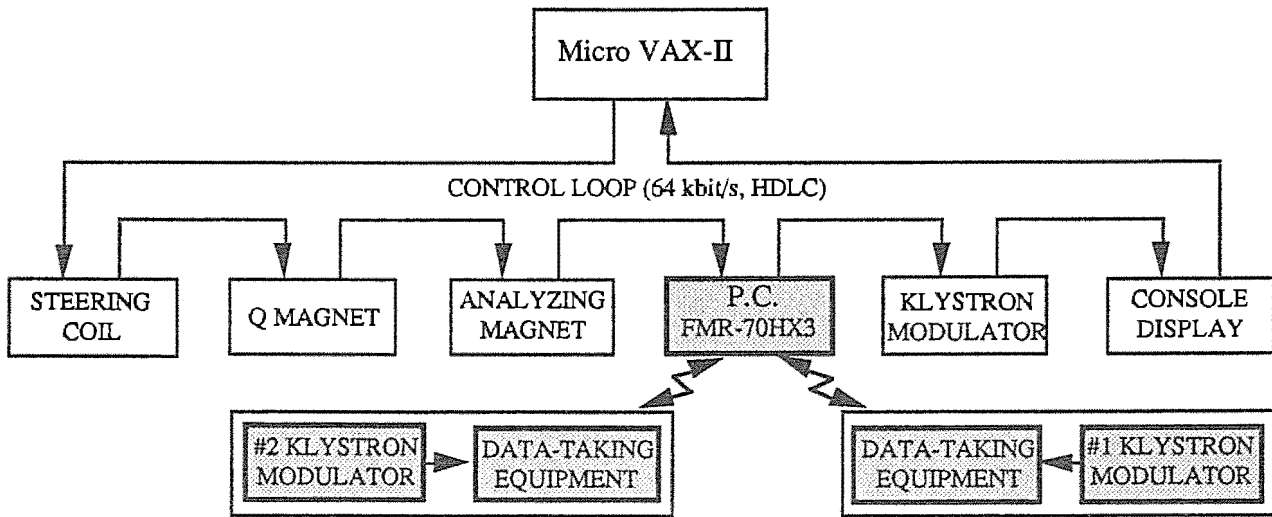 Micro VAX-II
CONTROL LOOP (64 kbit/s, HDLC)
STEERING
COIL
Q MAGNET
ANALYZING
MAGNET
P.C.
FMR-70HX3
KLYSTRON
MODULATOR
CONSOLE
DISPLAY
#2 KLYSTRON
MODULATOR
DATA-TAKING
EQUIPMENT
DATA-TAKING
EQUIPMENT
#1 KLYSTRON
MODULATOR